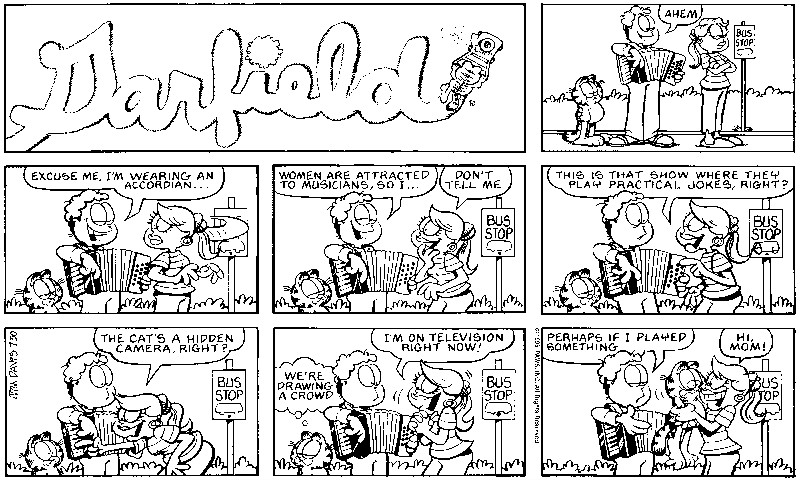 Garfield
AHEM
BUS
STOP
EXCUSE ME, I'M WEARING AN
ACCORDIAN...
WOMEN ARE ATTRACTED
TO MUSICIANS, SO I...
DON'T
TELL ME
BUS
STOP
THIS IS THAT SHOW WHERE THEY
PLAY PRACTICAL JOKES, RIGHT?
BUS
STOP
JIM DAVIS 7-30
THE CAT'S A HIDDEN
CAMERA, RIGHT?
BUS
STOP
WE'RE
DRAWING
A CROWD
I'M ON TELEVISION
RIGHT NOW!
BUS
STOP
PERHAPS IF I PLAYED
SOMETHING
HI,
MOM!
BUS
STOP